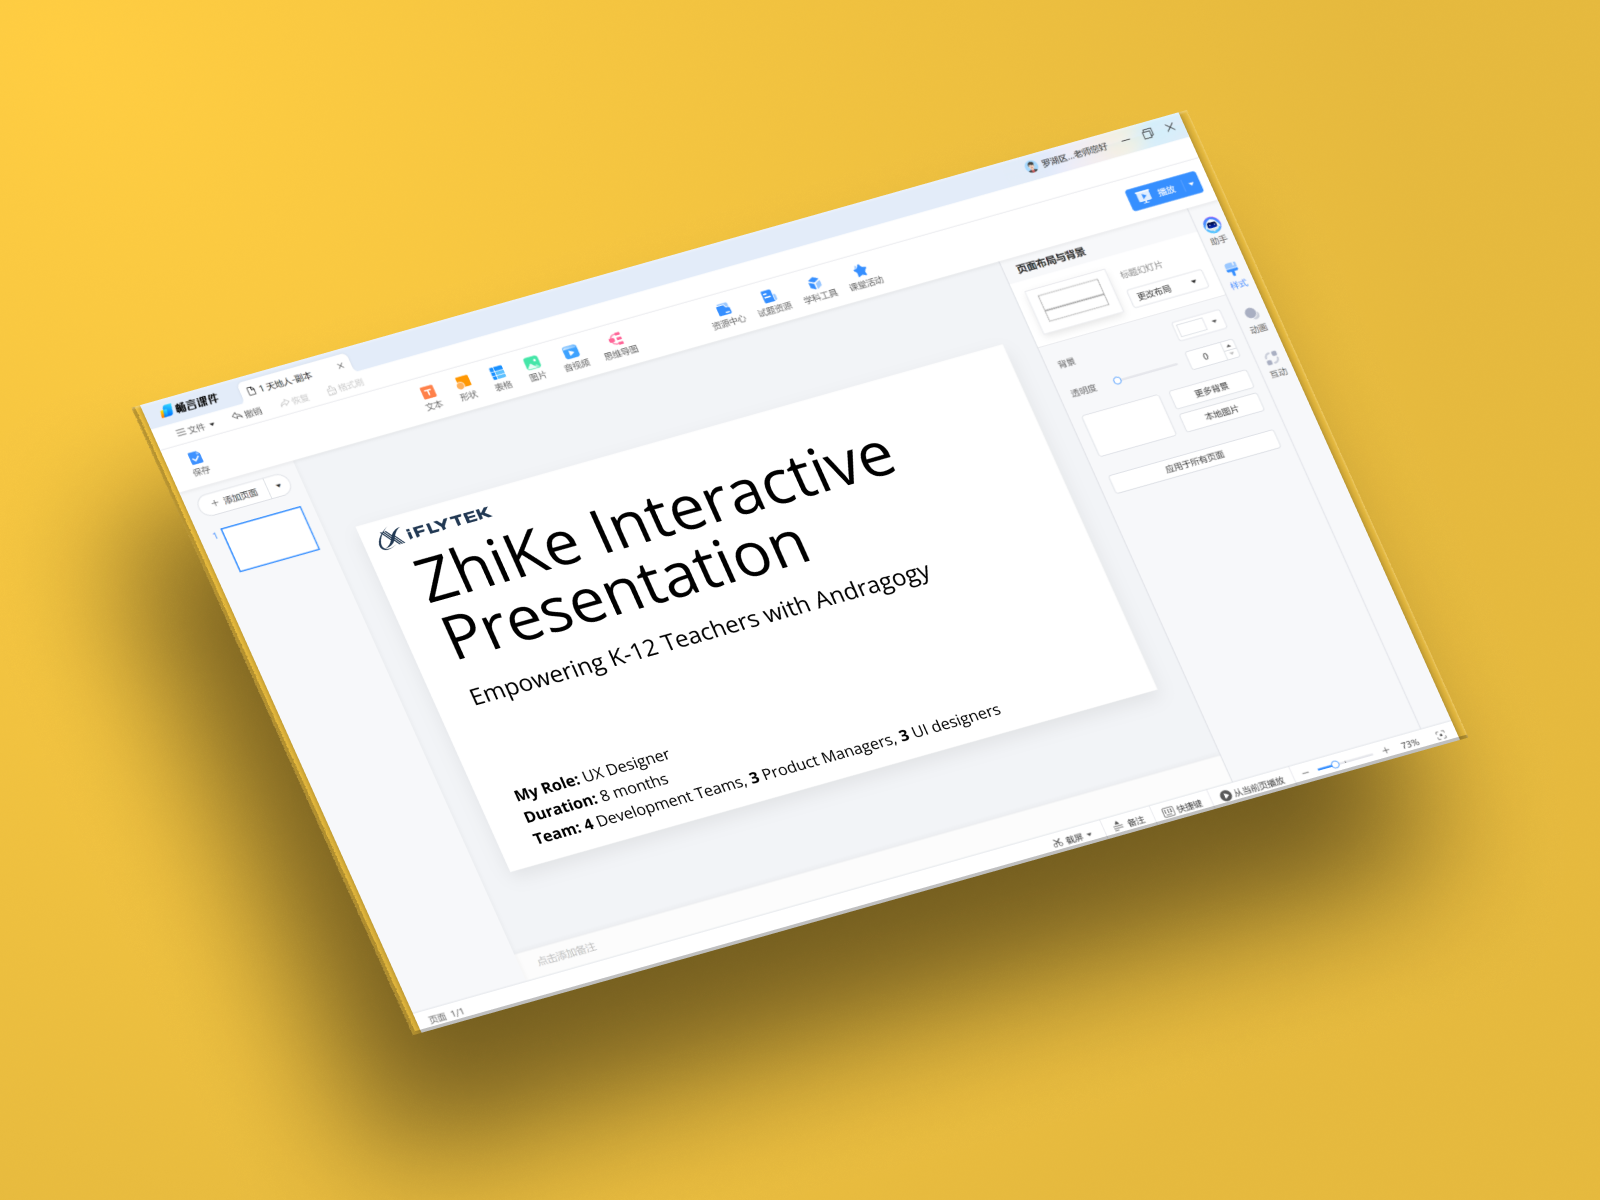 畅言课件
1 天地人-副本
罗湖区...老师您好
文件
撤销
恢复
格式刷
播放
保存
文本
形状
表格
图片
音视频
思维导图
资源中心
试题资源
学科工具
课堂活动
添加页面
1
iFLYTEK
ZhiKe Interactive
Presentation
Empowering K-12 Teachers with Andragogy
My Role: UX Designer
Duration: 8 months
Team: 4 Development Teams, 3 Product Managers, 3 UI designers
页面布局与背景
标题幻灯片
更改布局
背景
透明度
0
更多背景
本地图片
应用于所有页面
助手
样式
动画
互动
点击添加备注
页面 1/1
截屏
备注
快捷键
从当前页播放
73%